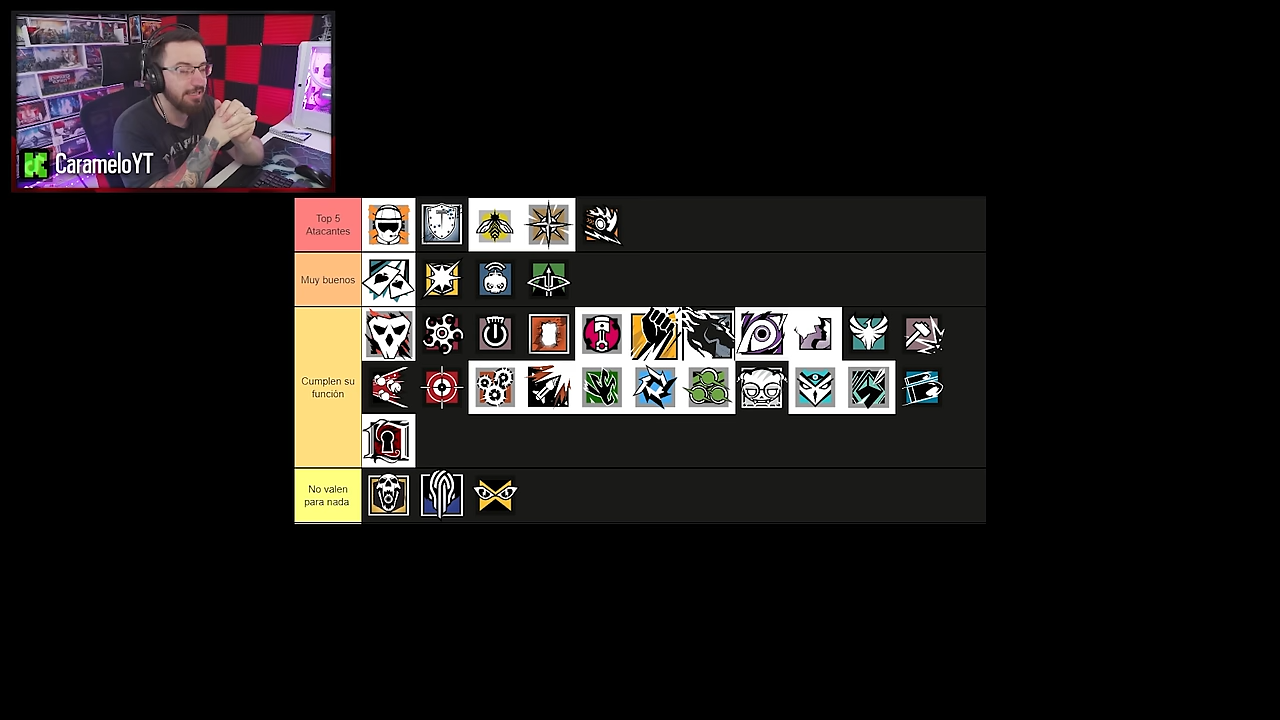 CarameloYT
Top 5
Atacantes
Muy buenos
Cumplen su
función
No valen
para nada